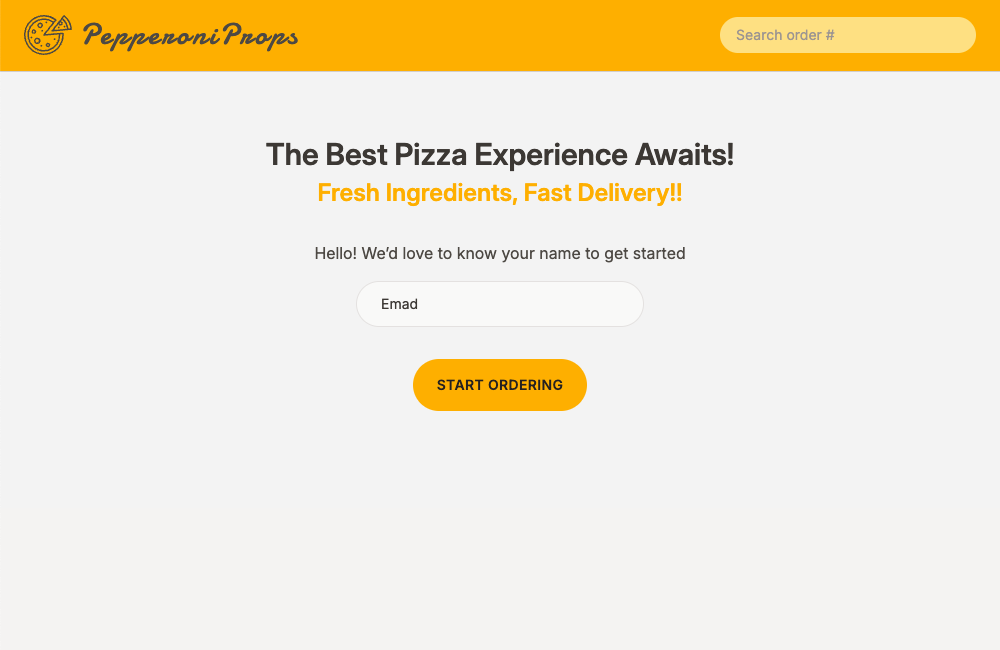 PepperoniProps
Search order #
The Best Pizza Experience Awaits!
Fresh Ingredients, Fast Delivery!!
Hello! We’d love to know your name to get started
Emad
START ORDERING